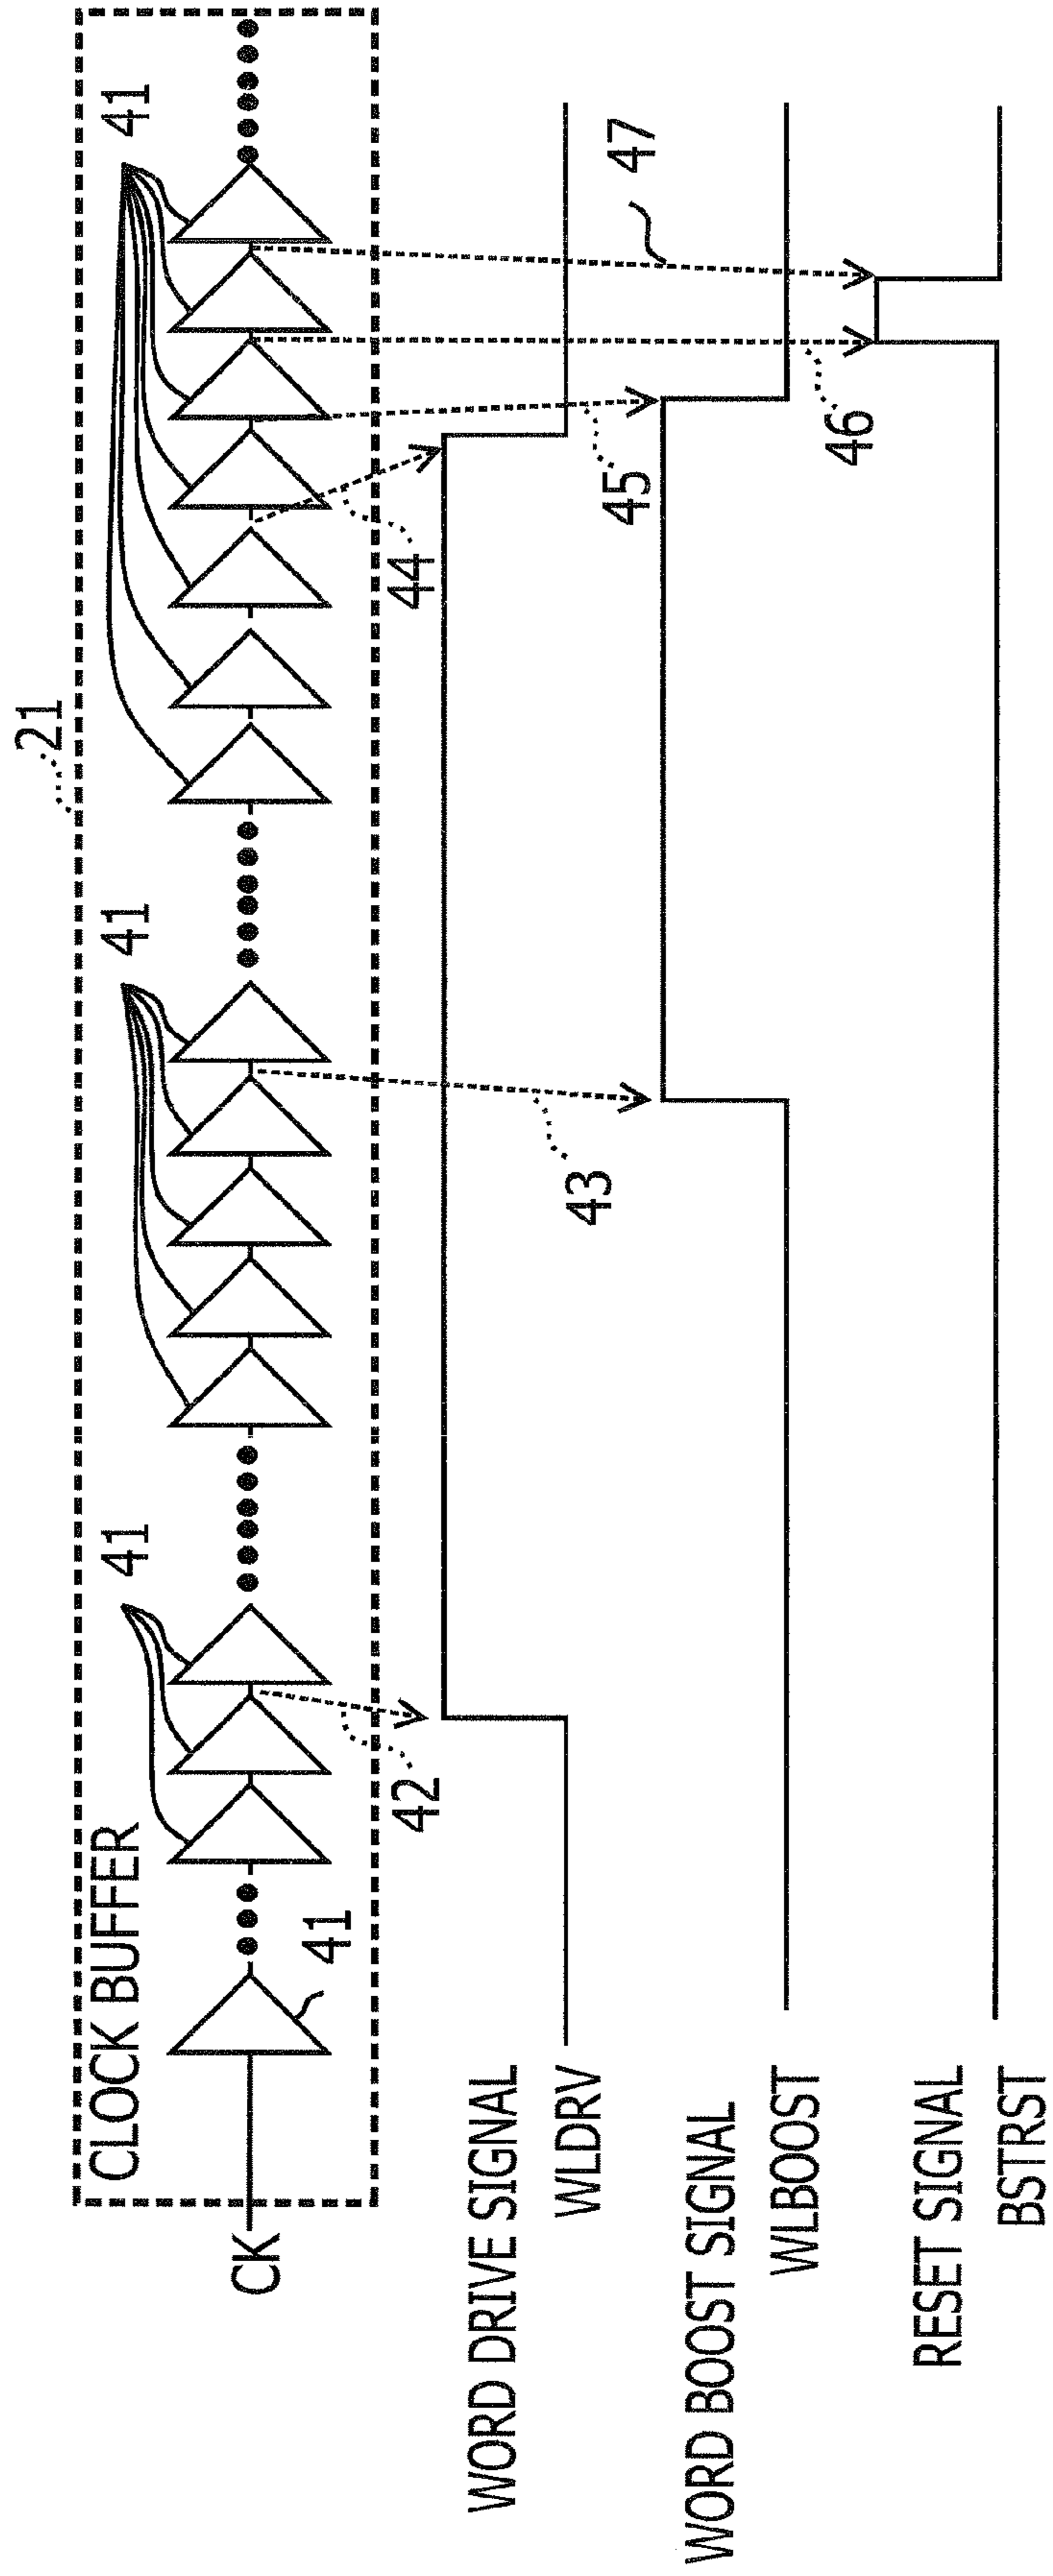 21
CLOCK BUFFER
41
41
41
CK
41
42
43
44
45
46
47
WORD DRIVE SIGNAL
WLDRV
WORD BOOST SIGNAL
WLBOOST
RESET SIGNAL
BSTRST